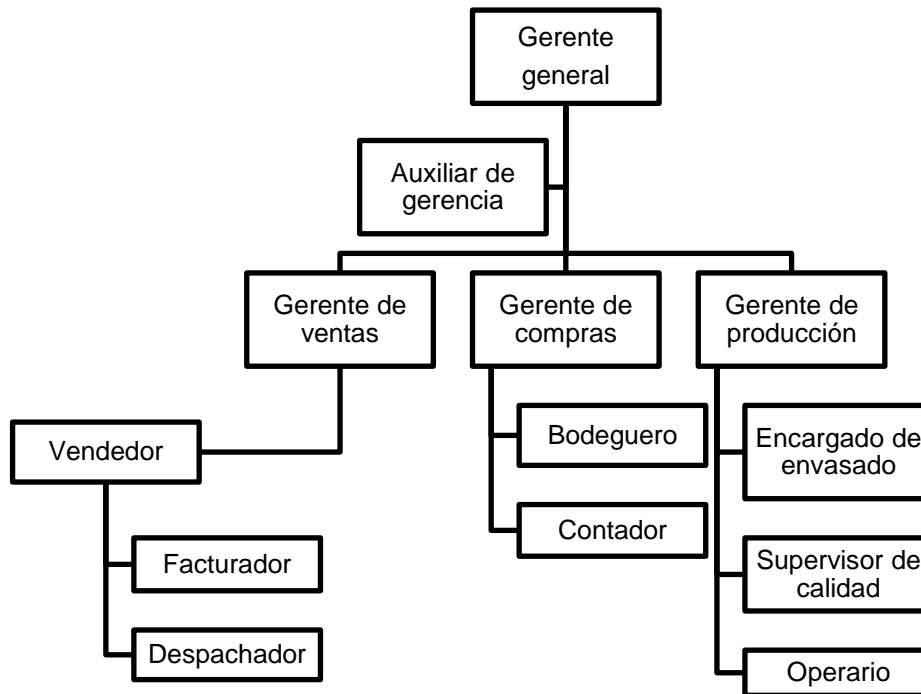 Gerente
general
Auxiliar de
gerencia
Gerente de
ventas
Gerente de
compras
Gerente de
producción
Vendedor
Bodeguero
Encargado de
envasado
Contador
Facturador
Supervisor de
calidad
Despachador
Operario